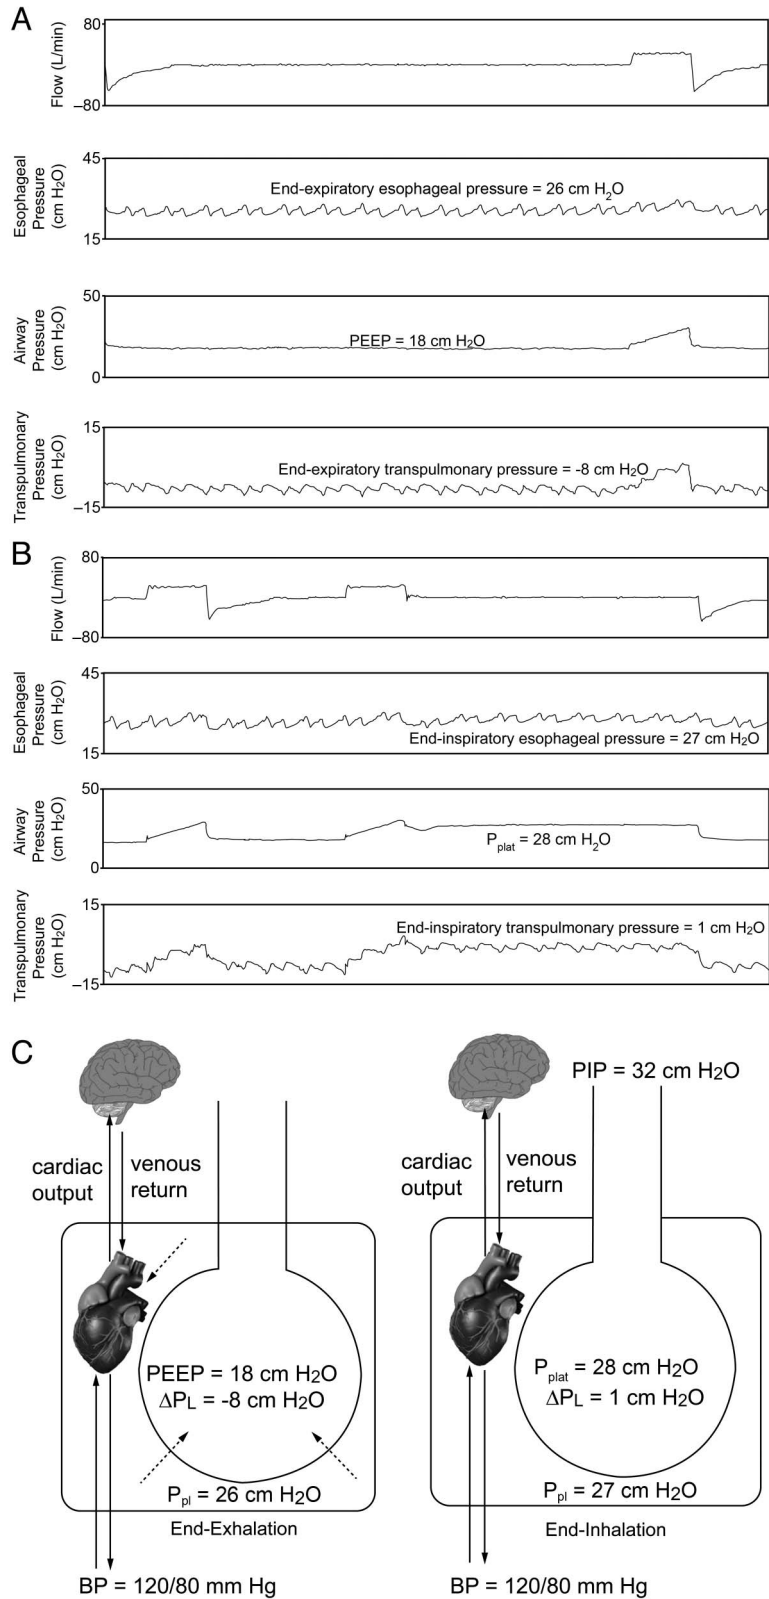 A
80
Flow (L/min)
–80
45
Esophageal
Pressure
(cm H2O)
End-expiratory esophageal pressure = 26 cm H2O
15
50
Airway
Pressure
(cm H2O)
PEEP = 18 cm H2O
0
15
Transpulmonary
Pressure
(cm H2O)
End-expiratory transpulmonary pressure = -8 cm H2O
–15
B
80
Flow (L/min)
–80
45
Esophageal
Pressure
(cm H2O)
15
End-inspiratory esophageal pressure = 27 cm H2O
50
Airway
Pressure
(cm H2O)
Pplat = 28 cm H2O
0
15
Transpulmonary
Pressure
(cm H2O)
End-inspiratory transpulmonary pressure = 1 cm H2O
–15
C
cardiac
output
venous
return
PEEP = 18 cm H2O
ΔPL = -8 cm H2O
Ppl = 26 cm H2O
End-Exhalation
BP = 120/80 mm Hg
PIP = 32 cm H2O
cardiac
output
venous
return
Pplat = 28 cm H2O
ΔPL = 1 cm H2O
Ppl = 27 cm H2O
End-Inhalation
BP = 120/80 mm Hg